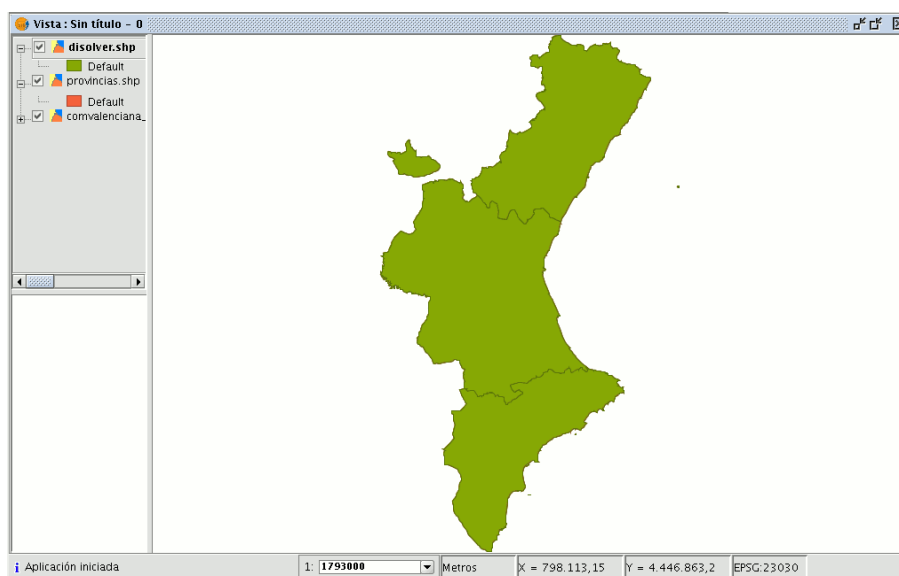 Vista : Sin título - 0
disolver.shp
Default
provincias.shp
Default
comvalenciana_
Aplicación iniciada
1: 1793000
Metros
X = 798.113,15
Y = 4.446.863,2
EPSG:23030